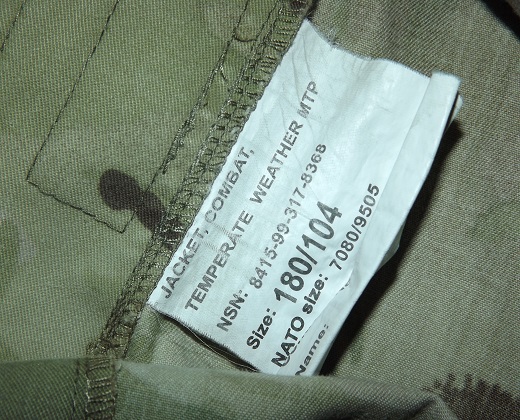 JACKET, COMBAT,
TEMPERATE WEATHER MTP
NSN: 8415-99-317-8368
Size: 180/104
NATO size: 7080/9505
Name: